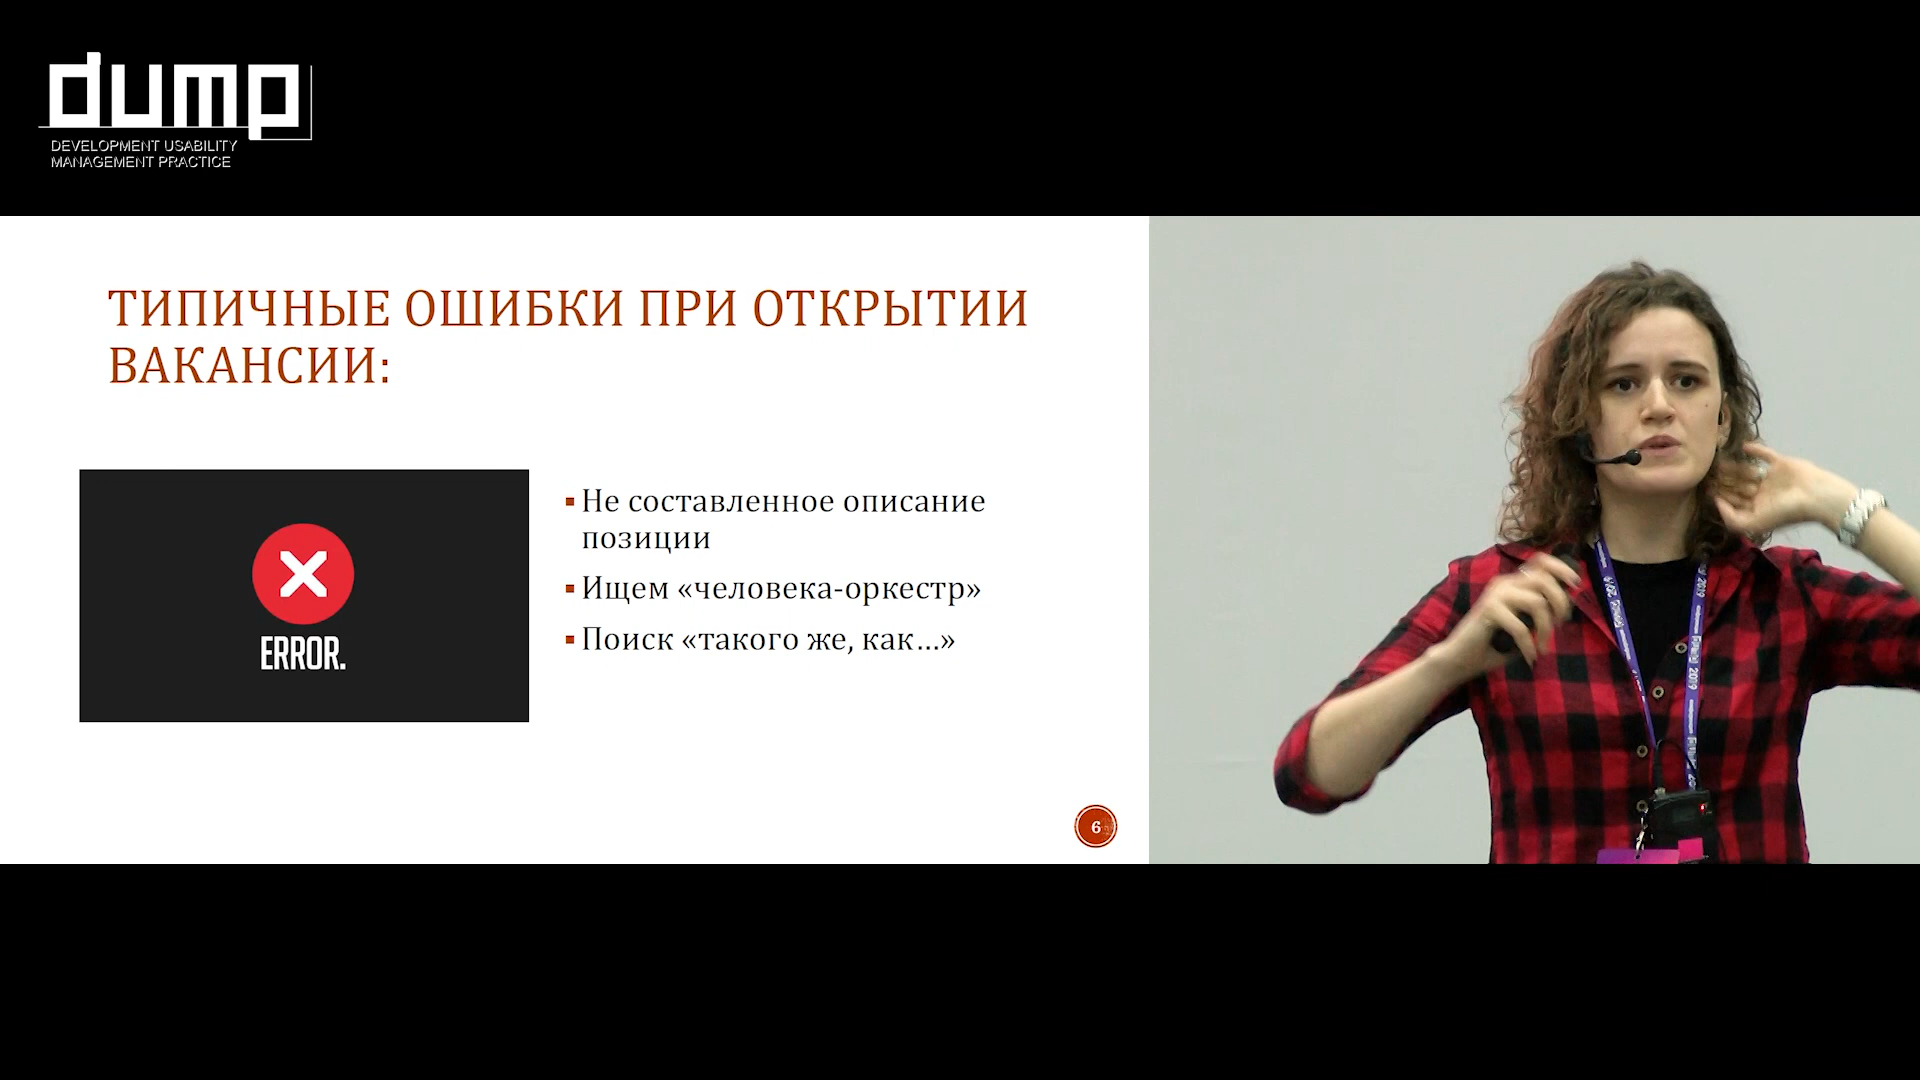 dump
DEVELOPMENT USABILITY
MANAGEMENT PRACTICE
ТИПИЧНЫЕ ОШИБКИ ПРИ ОТКРЫТИИ
ВАКАНСИИ:
ERROR.
Не составленное описание
позиции
Ищем «человека-оркестр»
Поиск «такого же, как...»
6
2019